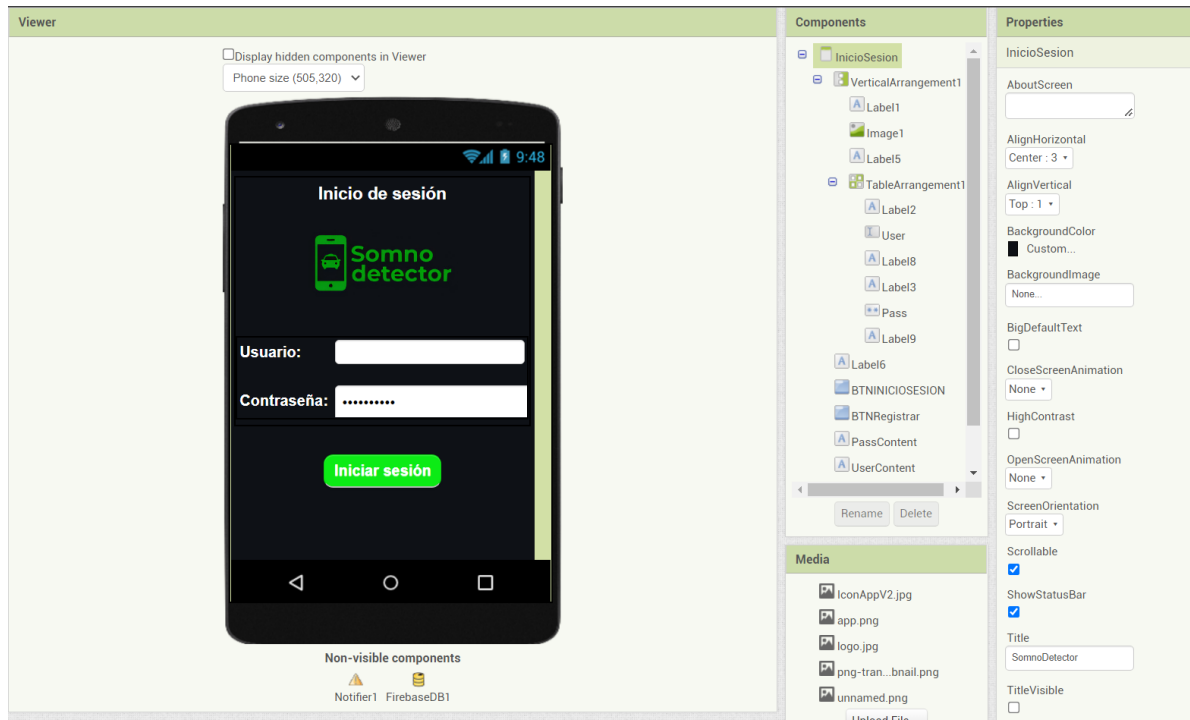 Viewer
Display hidden components in Viewer
Phone size (505,320)
9:48
Inicio de sesión
Somno
detector
Usuario:
Contraseña:
Iniciar sesión
Non-visible components
Notifier1
FirebaseDB1
Components
InicioSesion
VerticalArrangement1
Label1
Image1
Label5
TableArrangement1
Label2
User
Label8
Label3
Pass
Label9
Label6
BTNINICIOSESION
BTNRegistrar
PassContent
UserContent
Rename
Delete
Media
IconAppV2.jpg
app.png
logo.jpg
png-tran...bnail.png
unnamed.png
Upload File
Properties
InicioSesion
AboutScreen
AlignHorizontal
Center : 3
AlignVertical
Top : 1
BackgroundColor
Custom...
BackgroundImage
None...
BigDefaultText
CloseScreenAnimation
None
HighContrast
OpenScreenAnimation
None
ScreenOrientation
Portrait
Scrollable
ShowStatusBar
Title
SomnoDetector
TitleVisible